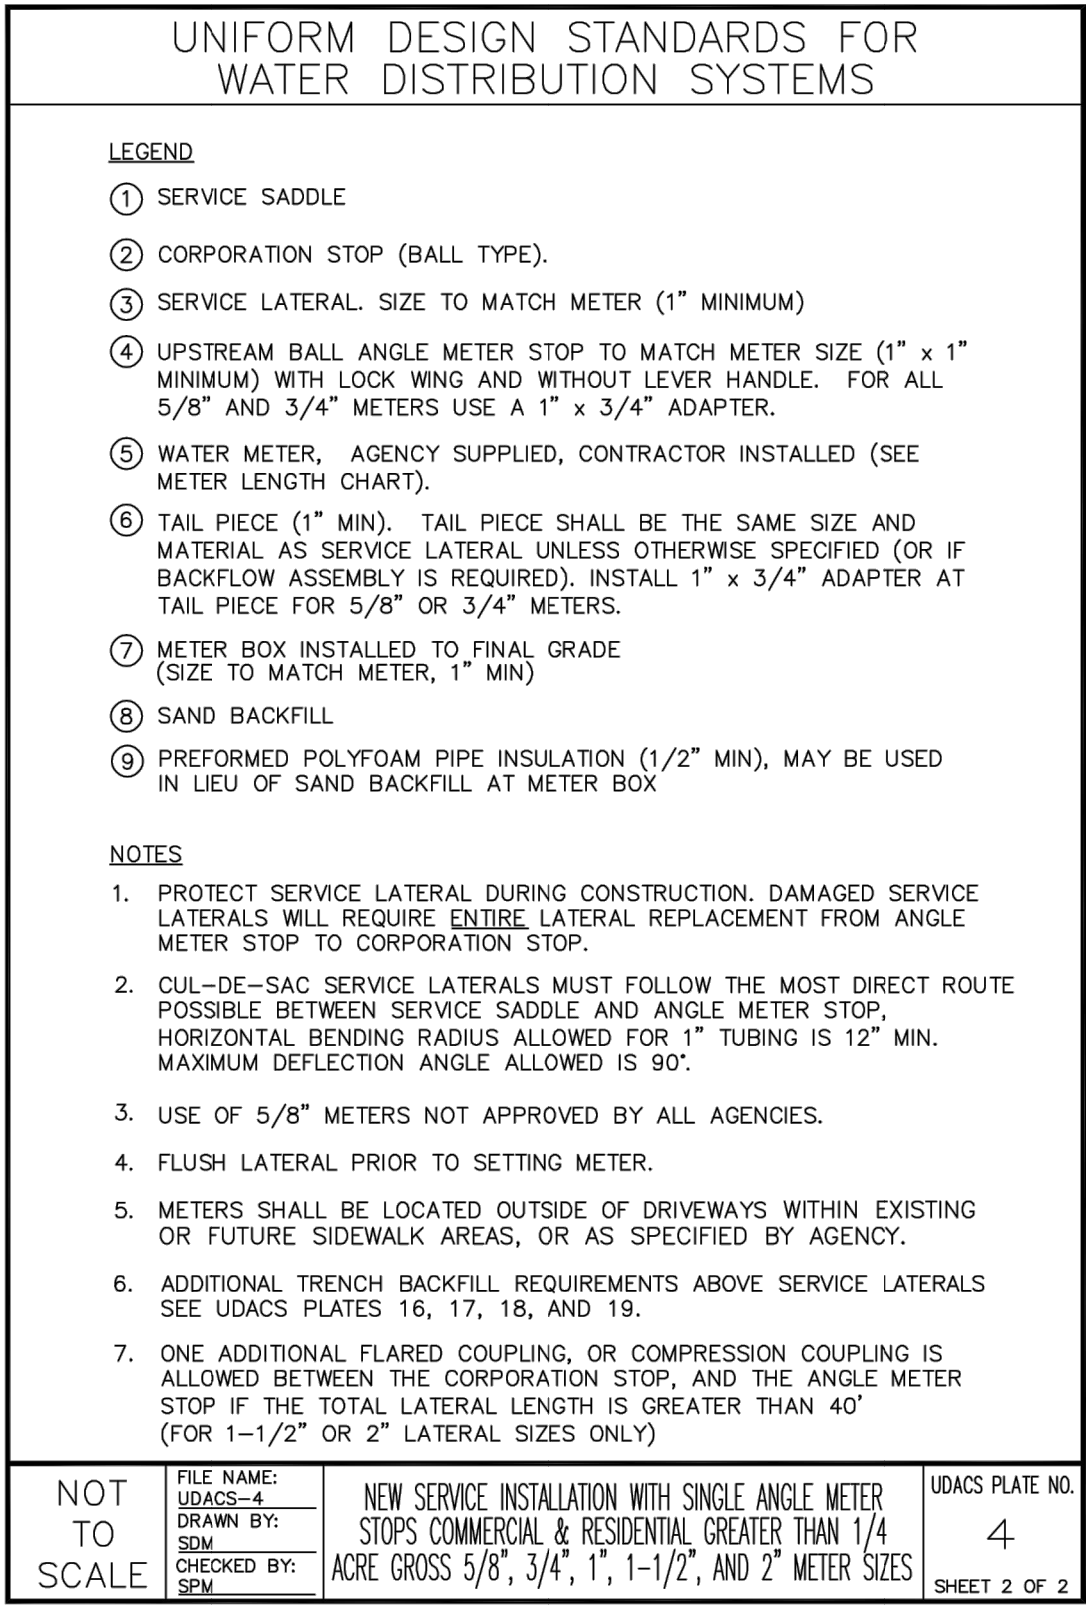 UNIFORM DESIGN STANDARDS FOR
WATER DISTRIBUTION SYSTEMS
LEGEND
1 SERVICE SADDLE
2 CORPORATION STOP (BALL TYPE).
3 SERVICE LATERAL. SIZE TO MATCH METER (1" MINIMUM)
4 UPSTREAM BALL ANGLE METER STOP TO MATCH METER SIZE (1" x 1"
MINIMUM) WITH LOCK WING AND WITHOUT LEVER HANDLE. FOR ALL
5/8" AND 3/4" METERS USE A 1" x 3/4" ADAPTER.
5 WATER METER, AGENCY SUPPLIED, CONTRACTOR INSTALLED (SEE
METER LENGTH CHART).
6 TAIL PIECE (1" MIN). TAIL PIECE SHALL BE THE SAME SIZE AND
MATERIAL AS SERVICE LATERAL UNLESS OTHERWISE SPECIFIED (OR IF
BACKFLOW ASSEMBLY IS REQUIRED). INSTALL 1" x 3/4" ADAPTER AT
TAIL PIECE FOR 5/8" OR 3/4" METERS.
7 METER BOX INSTALLED TO FINAL GRADE
(SIZE TO MATCH METER, 1" MIN)
8 SAND BACKFILL
9 PREFORMED POLYFOAM PIPE INSULATION (1/2" MIN), MAY BE USED
IN LIEU OF SAND BACKFILL AT METER BOX
NOTES
1. PROTECT SERVICE LATERAL DURING CONSTRUCTION. DAMAGED SERVICE
LATERALS WILL REQUIRE ENTIRE LATERAL REPLACEMENT FROM ANGLE
METER STOP TO CORPORATION STOP.
2. CUL-DE-SAC SERVICE LATERALS MUST FOLLOW THE MOST DIRECT ROUTE
POSSIBLE BETWEEN SERVICE SADDLE AND ANGLE METER STOP,
HORIZONTAL BENDING RADIUS ALLOWED FOR 1" TUBING IS 12" MIN.
MAXIMUM DEFLECTION ANGLE ALLOWED IS 90°.
3. USE OF 5/8" METERS NOT APPROVED BY ALL AGENCIES.
4. FLUSH LATERAL PRIOR TO SETTING METER.
5. METERS SHALL BE LOCATED OUTSIDE OF DRIVEWAYS WITHIN EXISTING
OR FUTURE SIDEWALK AREAS, OR AS SPECIFIED BY AGENCY.
6. ADDITIONAL TRENCH BACKFILL REQUIREMENTS ABOVE SERVICE LATERALS
SEE UDACS PLATES 16, 17, 18, AND 19.
7. ONE ADDITIONAL FLARED COUPLING, OR COMPRESSION COUPLING IS
ALLOWED BETWEEN THE CORPORATION STOP, AND THE ANGLE METER
STOP IF THE TOTAL LATERAL LENGTH IS GREATER THAN 40'
(FOR 1-1/2" OR 2" LATERAL SIZES ONLY)
NOT
TO
SCALE
FILE NAME:
UDACS-4
DRAWN BY:
SDM
CHECKED BY:
SPM
NEW SERVICE INSTALLATION WITH SINGLE ANGLE METER
STOPS COMMERCIAL & RESIDENTIAL GREATER THAN 1/4
ACRE GROSS 5/8", 3/4", 1", 1-1/2", AND 2" METER SIZES
UDACS PLATE NO.
4
SHEET 2 OF 2